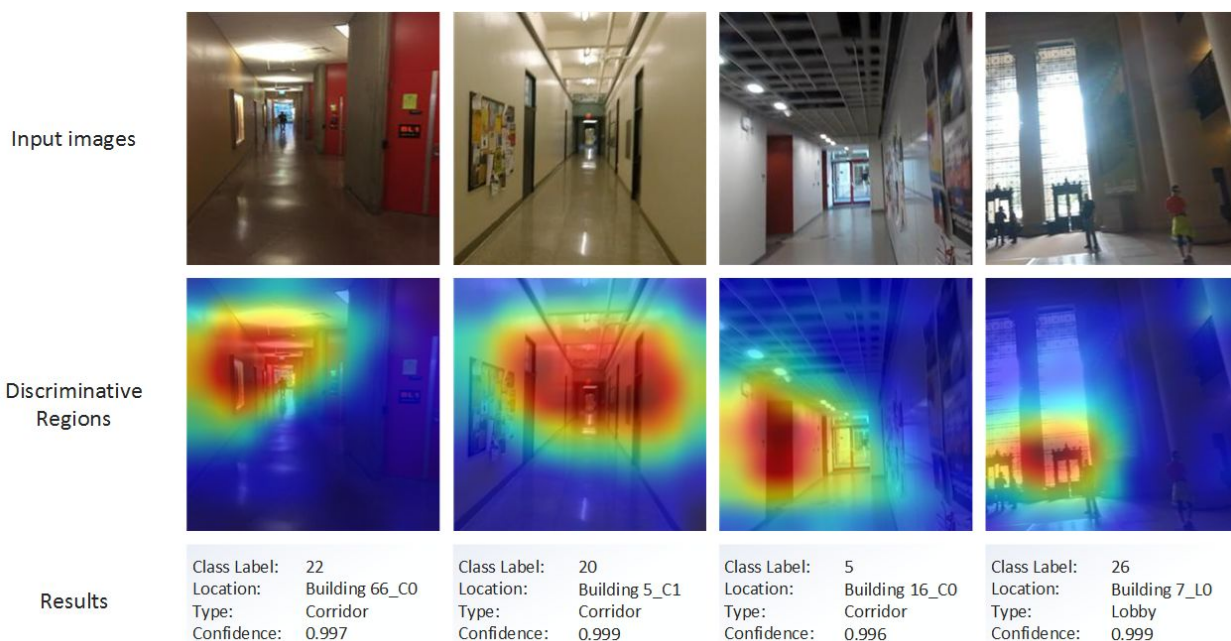 Input images
BL1
Discriminative
Regions
Results
Class Label: 22
Location: Building 66_C0
Type: Corridor
Confidence: 0.997
Class Label: 20
Location: Building 5_C1
Type: Corridor
Confidence: 0.999
Class Label: 5
Location: Building 16_C0
Type: Corridor
Confidence: 0.996
Class Label: 26
Location: Building 7_L0
Type: Lobby
Confidence: 0.999